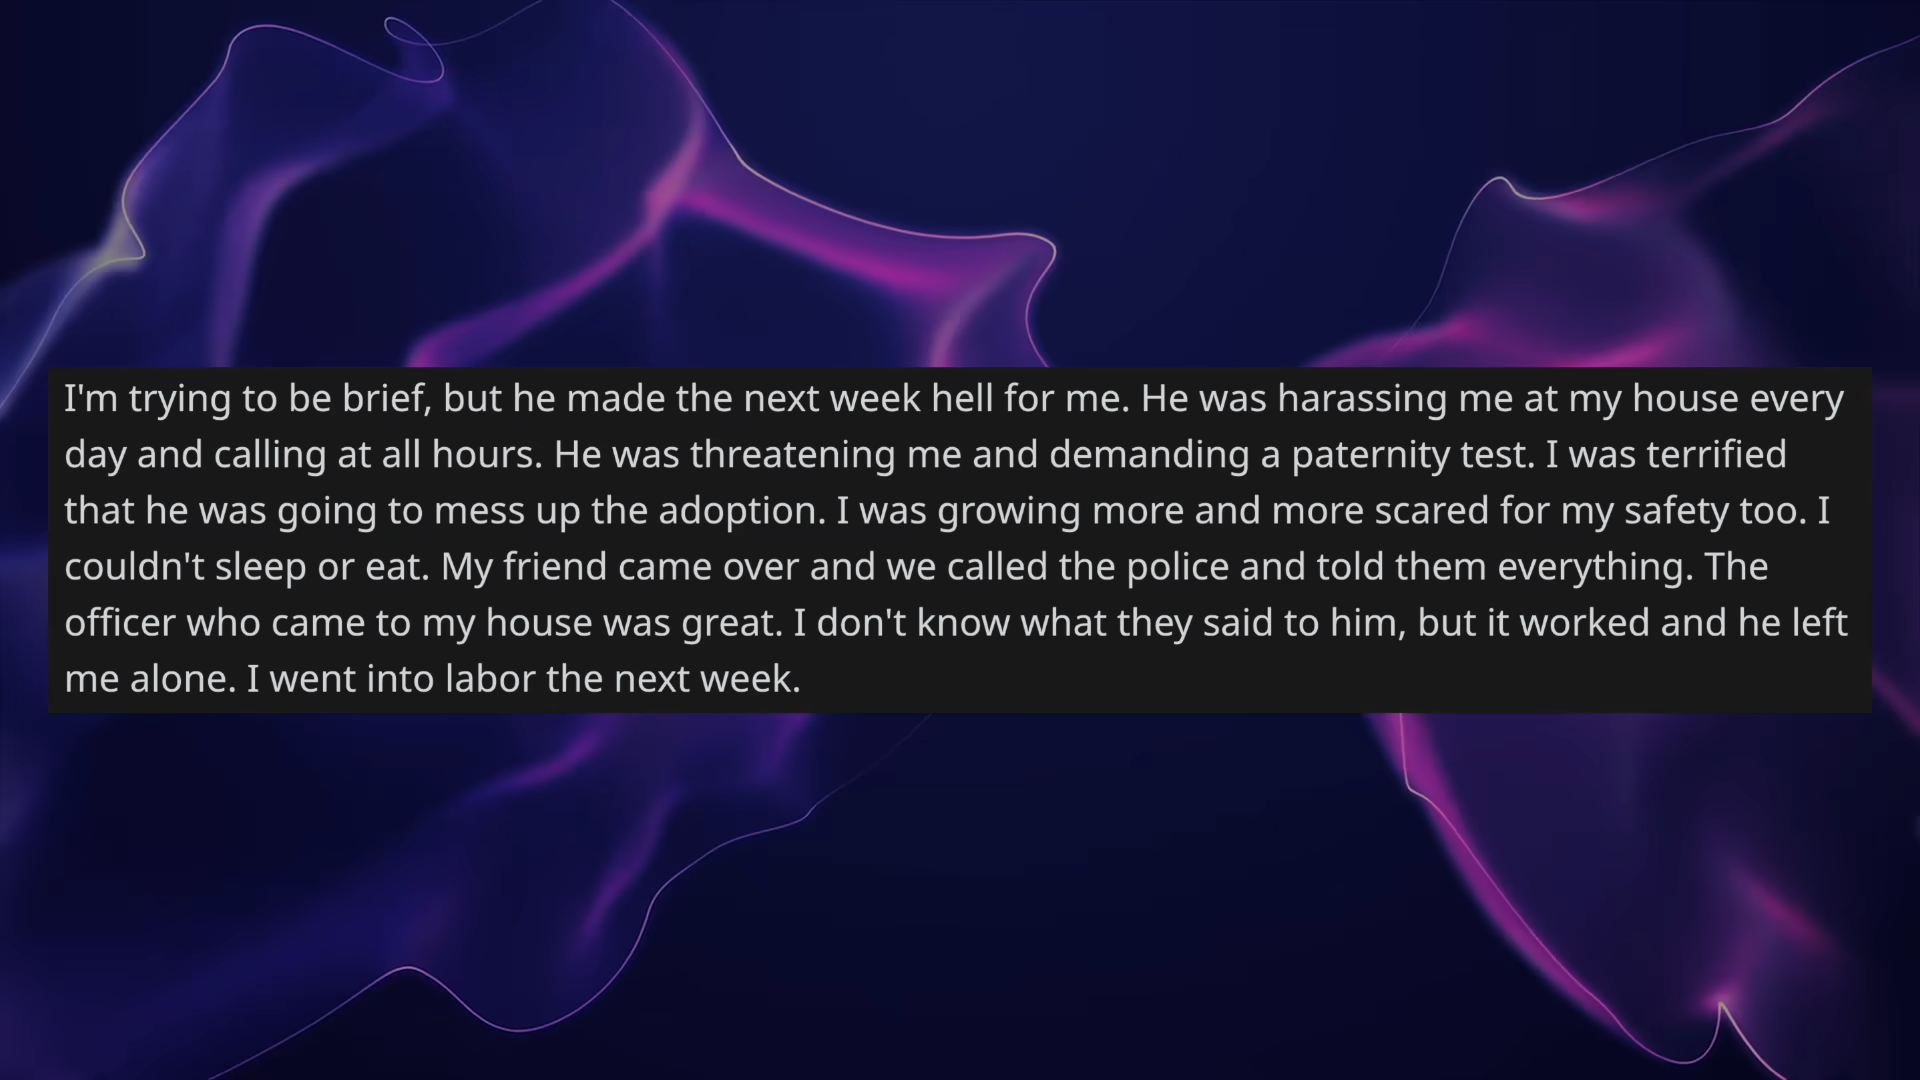 I'm trying to be brief, but he made the next week hell for me. He was harassing me at my house every
day and calling at all hours. He was threatening me and demanding a paternity test. I was terrified
that he was going to mess up the adoption. I was growing more and more scared for my safety too. I
couldn't sleep or eat. My friend came over and we called the police and told them everything. The
officer who came to my house was great. I don't know what they said to him, but it worked and he left
me alone. I went into labor the next week.